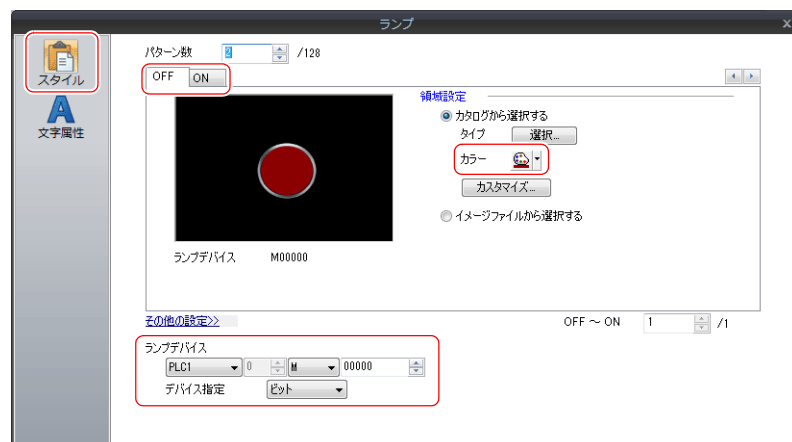 ランプ
x
スタイル
文字属性
パターン数 2 /128
OFF ON
領域設定
カタログから選択する
タイプ 選択...
カラー
カスタマイズ...
イメージファイルから選択する
ランプデバイス M00000
その他の設定>>
OFF ～ ON 1 /1
ランプデバイス
PLC1 0 M 00000
デバイス指定 ビット